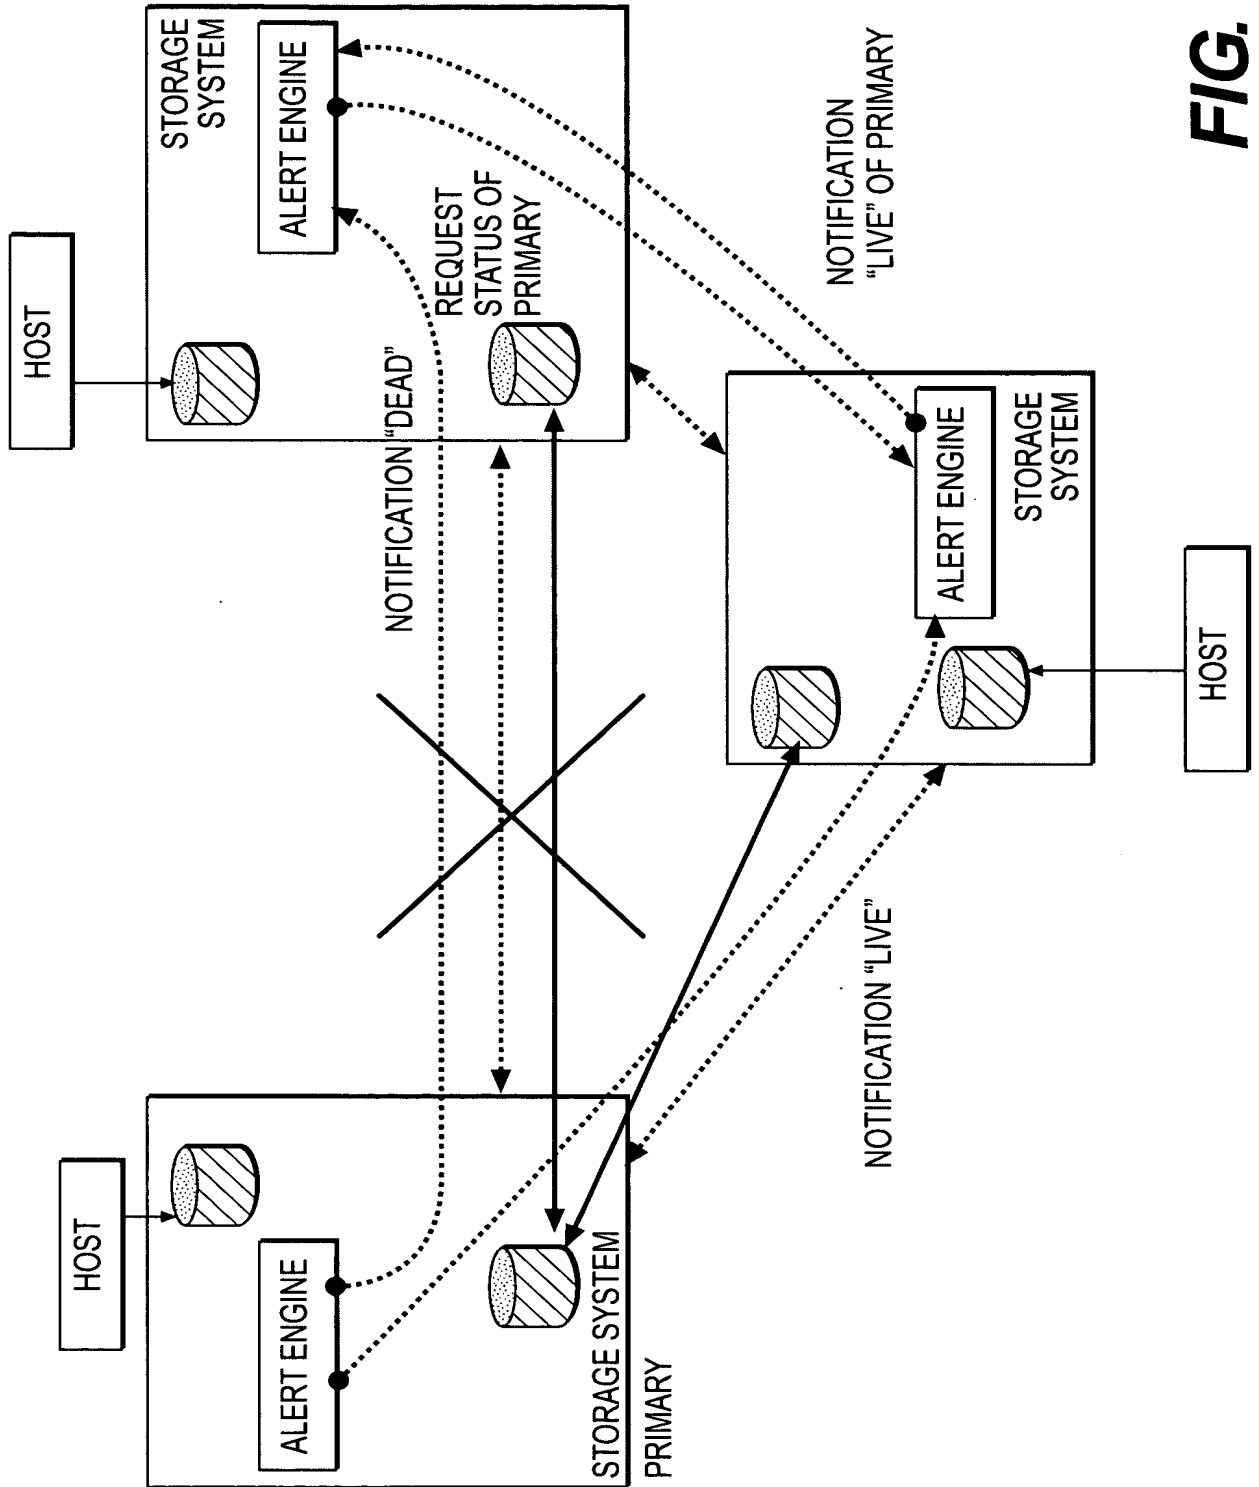 HOST
ALERT ENGINE
STORAGE SYSTEM
PRIMARY
NOTIFICATION "DEAD"
HOST
STORAGE
SYSTEM
ALERT ENGINE
REQUEST
STATUS OF
PRIMARY
NOTIFICATION "LIVE"
NOTIFICATION
"LIVE" OF PRIMARY
ALERT ENGINE
STORAGE
SYSTEM
HOST
FIG.